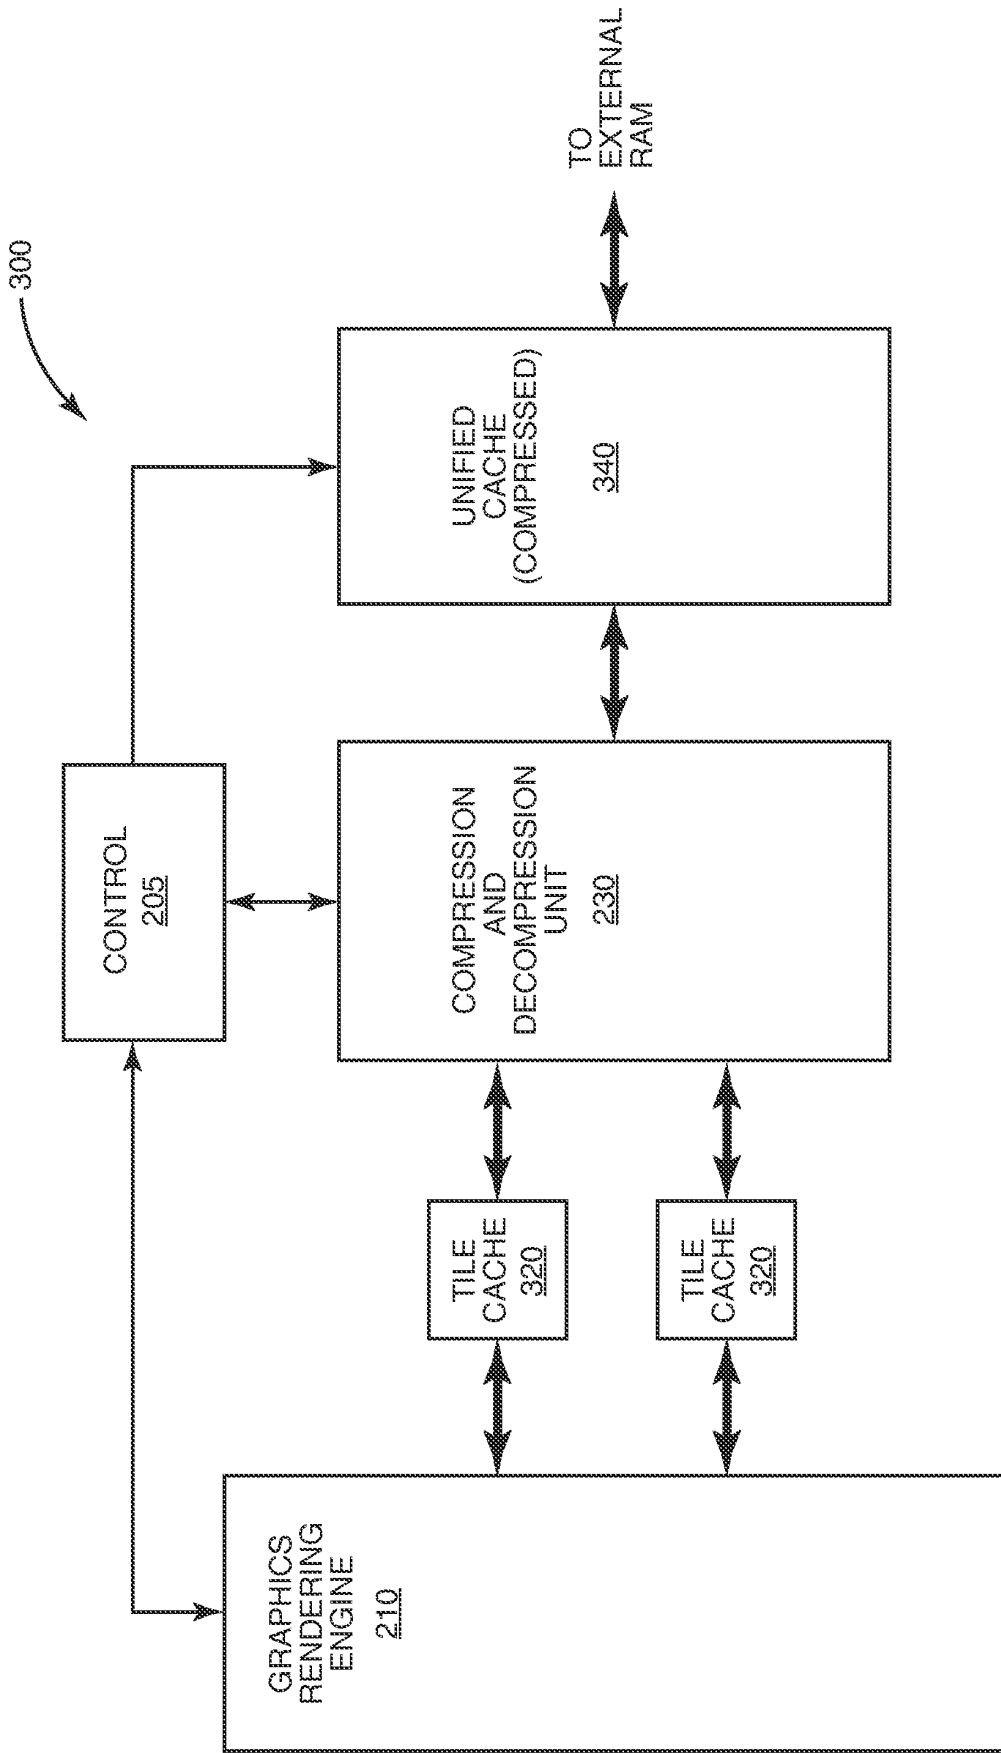 300
CONTROL
205
GRAPHICS
RENDERING
ENGINE
210
TILE
CACHE
320
TILE
CACHE
320
COMPRESSION
AND
DECOMPRESSION
UNIT
230
UNIFIED
CACHE
(COMPRESSED)
340
TO
EXTERNAL
RAM